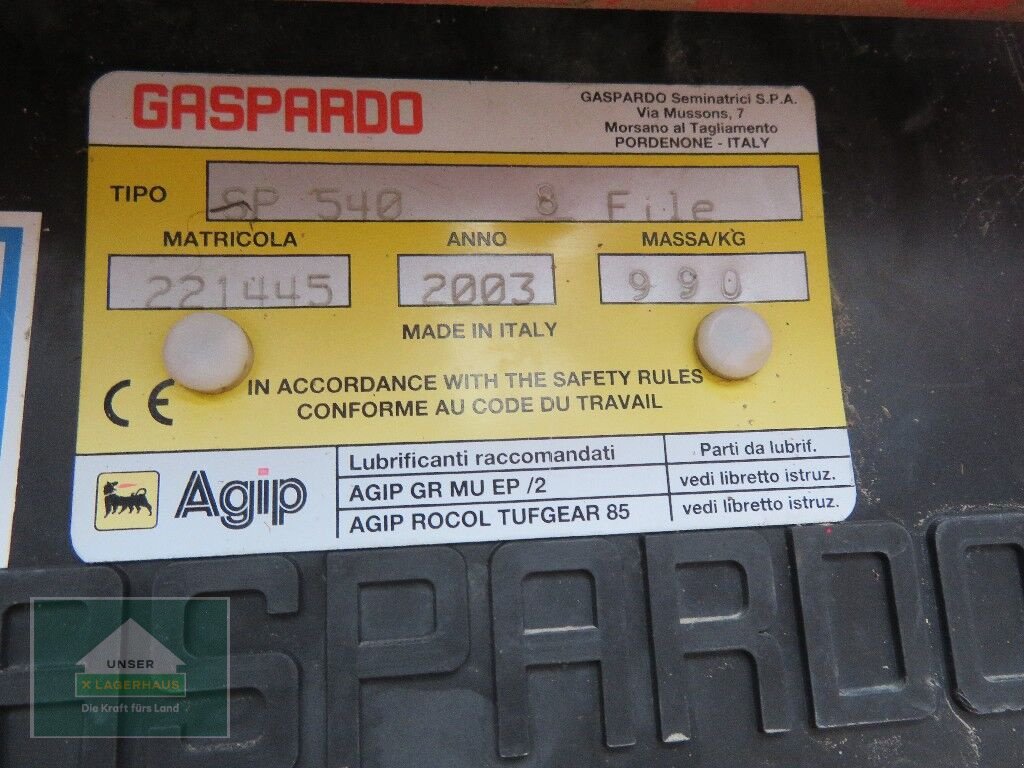 GASPARDO
GASPARDO Seminatrici S.P.A.
Via Mussons, 7
Morsano al Tagliamento
PORDENONE - ITALY
TIPO SP 540 8 File
MATRICOLA ANNO MASSA/KG
221445 2003 990
MADE IN ITALY
CE IN ACCORDANCE WITH THE SAFETY RULES
CONFORME AU CODE DU TRAVAIL
Agip
Lubrificanti raccomandati Parti da lubrif.
AGIP GR MU EP /2 vedi libretto istruz.
AGIP ROCOL TUFGEAR 85 vedi libretto istruz.
ASPARDO
UNSER
X LAGERHAUS
Die Kraft fürs Land